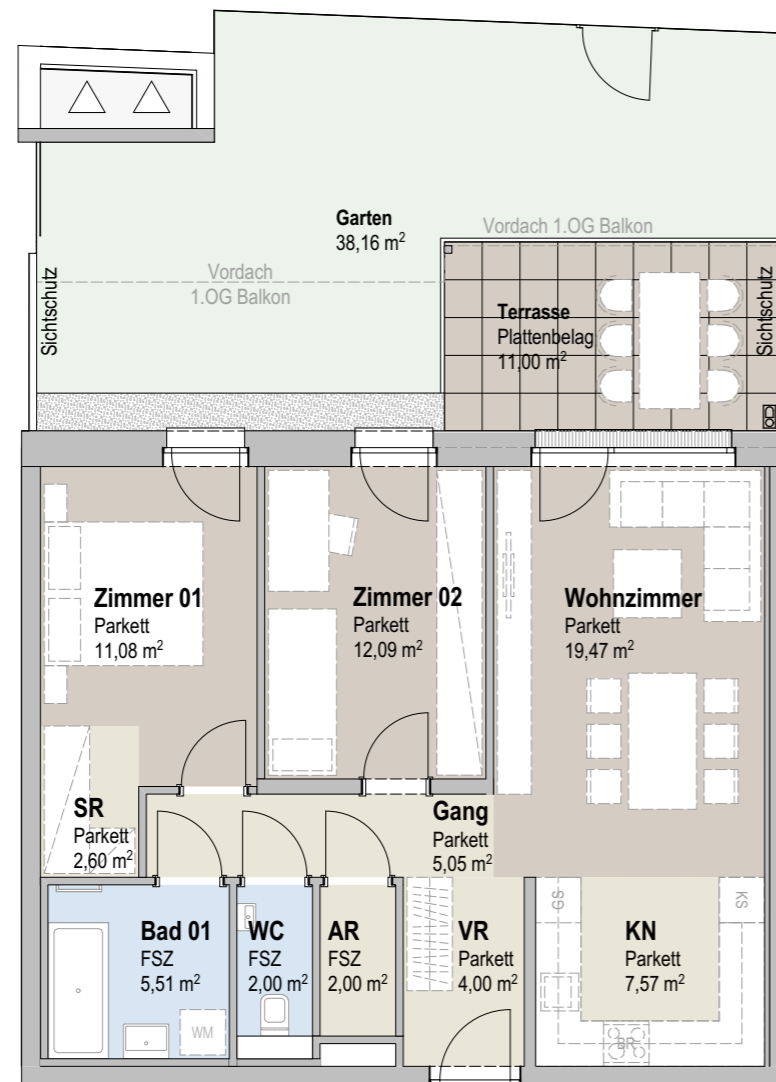 Garten
38,16 m²
Vordach 1.OG Balkon
Vordach
1.OG Balkon
Sichtschutz
Terrasse
Plattenbelag
11,00 m²
Sichtschutz
Zimmer 01
Parkett
11,08 m²
Zimmer 02
Parkett
12,09 m²
Wohnzimmer
Parkett
19,47 m²
SR
Parkett
2,60 m²
Gang
Parkett
5,05 m²
Bad 01
FSZ
5,51 m²
WM
WC
FSZ
2,00 m²
AR
FSZ
2,00 m²
VR
Parkett
4,00 m²
SG
KS
KN
Parkett
7,57 m²
BR